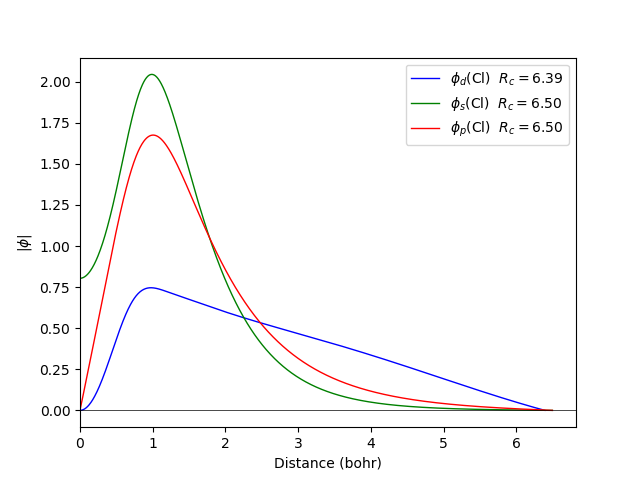 ϕd(Cl) Rc = 6.39
ϕs(Cl) Rc = 6.50
ϕp(Cl) Rc = 6.50
2.00
1.75
1.50
1.25
1.00
0.75
0.50
0.25
0.00
|ϕ|
0 1 2 3 4 5 6
Distance (bohr)